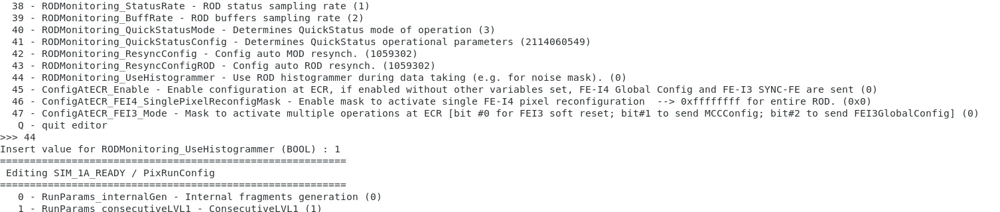 38 - RODMonitoring_StatusRate - ROD status sampling rate (1)
39 - RODMonitoring_BuffRate - ROD buffers sampling rate (2)
40 - RODMonitoring_QuickStatusMode - Determines QuickStatus mode of operation (3)
41 - RODMonitoring_QuickStatusConfig - Determines QuickStatus operational parameters (2114060549)
42 - RODMonitoring_ResyncConfig - Config auto MOD resynch. (1059302)
43 - RODMonitoring_ResyncConfigROD - Config auto ROD resynch. (1059302)
44 - RODMonitoring_UseHistogrammer - Use ROD histogrammer during data taking (e.g. for noise mask). (0)
45 - ConfigAtECR_Enable - Enable configuration at ECR, if enabled without other variables set, FE-I4 Global Config and FE-I3 SYNC-FE are sent (0)
46 - ConfigAtECR_FEI4_SinglePixelReconfigMask - Enable mask to activate single FE-I4 pixel reconfiguration  --> 0xffffffff for entire ROD. (0x0)
47 - ConfigAtECR_FEI3_Mode - Mask to activate multiple operations at ECR [bit #0 for FEI3 soft reset; bit#1 to send MCCConfig; bit#2 to send FEI3GlobalConfig] (0)
Q - quit editor
>>> 44
Insert value for RODMonitoring_UseHistogrammer (BOOL) : 1
==========================================================
Editing SIM_1A_READY / PixRunConfig
==========================================================
0 - RunParams_internalGen - Internal fragments generation (0)
1 - RunParams_consecutiveLVL1 - ConsecutiveLVL1 (1)